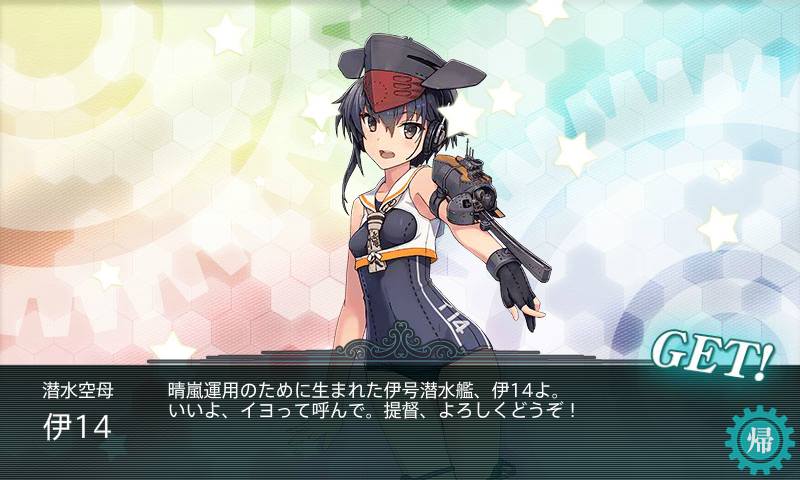 I14
GET!
潜水空母
伊14
晴嵐運用のために生まれた伊号潜水艦、伊14よ。
いいよ、イヨって呼んで。提督、よろしくどうぞ！
帰